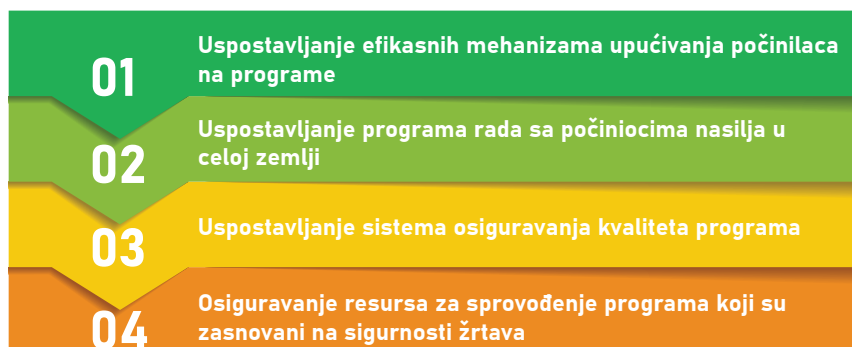 01
Uspostavljanje efikasnih mehanizama upućivanja počinilaca
na programe
02
Uspostavljanje programa rada sa počiniocima nasilja u
celoj zemlji
03
Uspostavljanje sistema osiguravanja kvaliteta programa
04
Osiguravanje resursa za sprovođenje programa koji su
zasnovani na sigurnosti žrtava